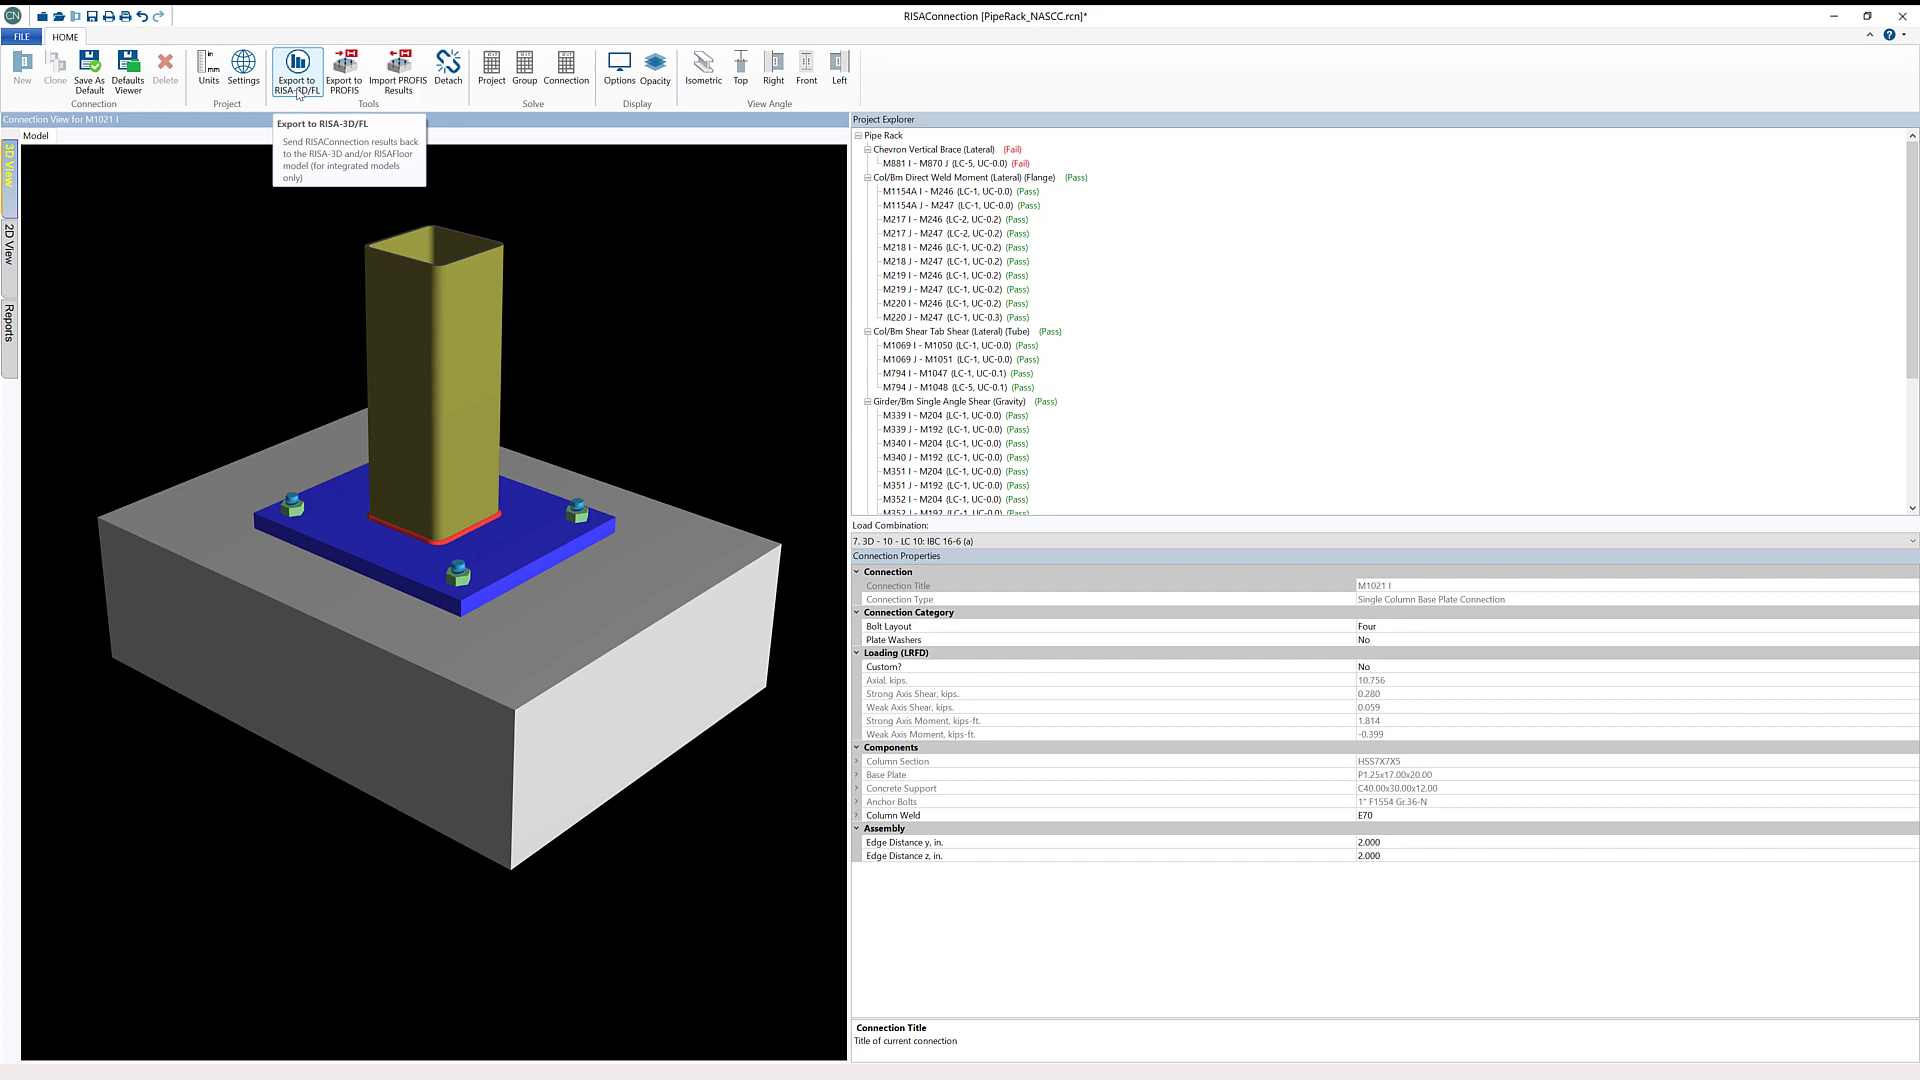 CN
RISAConnection [PipeRack_NASCC.rcn]*
FILE HOME
New Clone Save As Default Defaults Viewer Delete
Units Settings
Export to RISA-3D/FL Export to PROFIS Import PROFIS Results Detach
Project Group Connection
Options Opacity
Isometric Top Right Front Left
Connection Project Tools Solve Display View Angle
Connection View for M1021 I
Model
3D View
2D View
Reports
Export to RISA-3D/FL
Send RISAConnection results back
to the RISA-3D and/or RISAFloor
model (for integrated models
only)
Project Explorer
Pipe Rack
Chevron Vertical Brace (Lateral) (Fail)
M881 I - M870 J (LC-5, UC-0.0) (Fail)
Col/Bm Direct Weld Moment (Lateral) (Flange) (Pass)
M1154A I - M246 (LC-1, UC-0.0) (Pass)
M1154A J - M247 (LC-1, UC-0.0) (Pass)
M217 I - M246 (LC-2, UC-0.2) (Pass)
M217 J - M247 (LC-2, UC-0.2) (Pass)
M218 I - M246 (LC-1, UC-0.2) (Pass)
M218 J - M247 (LC-1, UC-0.2) (Pass)
M219 I - M246 (LC-1, UC-0.2) (Pass)
M219 J - M247 (LC-1, UC-0.2) (Pass)
M220 I - M246 (LC-1, UC-0.2) (Pass)
M220 J - M247 (LC-1, UC-0.3) (Pass)
Col/Bm Shear Tab Shear (Lateral) (Tube) (Pass)
M1069 I - M1050 (LC-1, UC-0.0) (Pass)
M1069 J - M1051 (LC-1, UC-0.0) (Pass)
M794 I - M1047 (LC-1, UC-0.1) (Pass)
M794 J - M1048 (LC-5, UC-0.1) (Pass)
Girder/Bm Single Angle Shear (Gravity) (Pass)
M339 I - M204 (LC-1, UC-0.0) (Pass)
M339 J - M192 (LC-1, UC-0.0) (Pass)
M340 I - M204 (LC-1, UC-0.0) (Pass)
M340 J - M192 (LC-1, UC-0.0) (Pass)
M351 I - M204 (LC-1, UC-0.0) (Pass)
M351 J - M192 (LC-1, UC-0.0) (Pass)
M352 I - M204 (LC-1, UC-0.0) (Pass)
M352 J - M192 (LC-1, UC-0.0) (Pass)
Load Combination:
7. 3D - 10 - LC 10: IBC 16-6 (a)
Connection Properties
Connection
Connection Title M1021 I
Connection Type Single Column Base Plate Connection
Connection Category
Bolt Layout Four
Plate Washers No
Loading (LRFD)
Custom? No
Axial, kips. 10.756
Strong Axis Shear, kips. 0.280
Weak Axis Shear, kips. 0.059
Strong Axis Moment, kips-ft. 1.814
Weak Axis Moment, kips-ft. -0.399
Components
Column Section HSS7X7X5
Base Plate P1.25x17.00x20.00
Concrete Support C40.00x30.00x12.00
Anchor Bolts 1" F1554 Gr.36-N
Column Weld E70
Assembly
Edge Distance y, in. 2.000
Edge Distance z, in. 2.000
Connection Title
Title of current connection